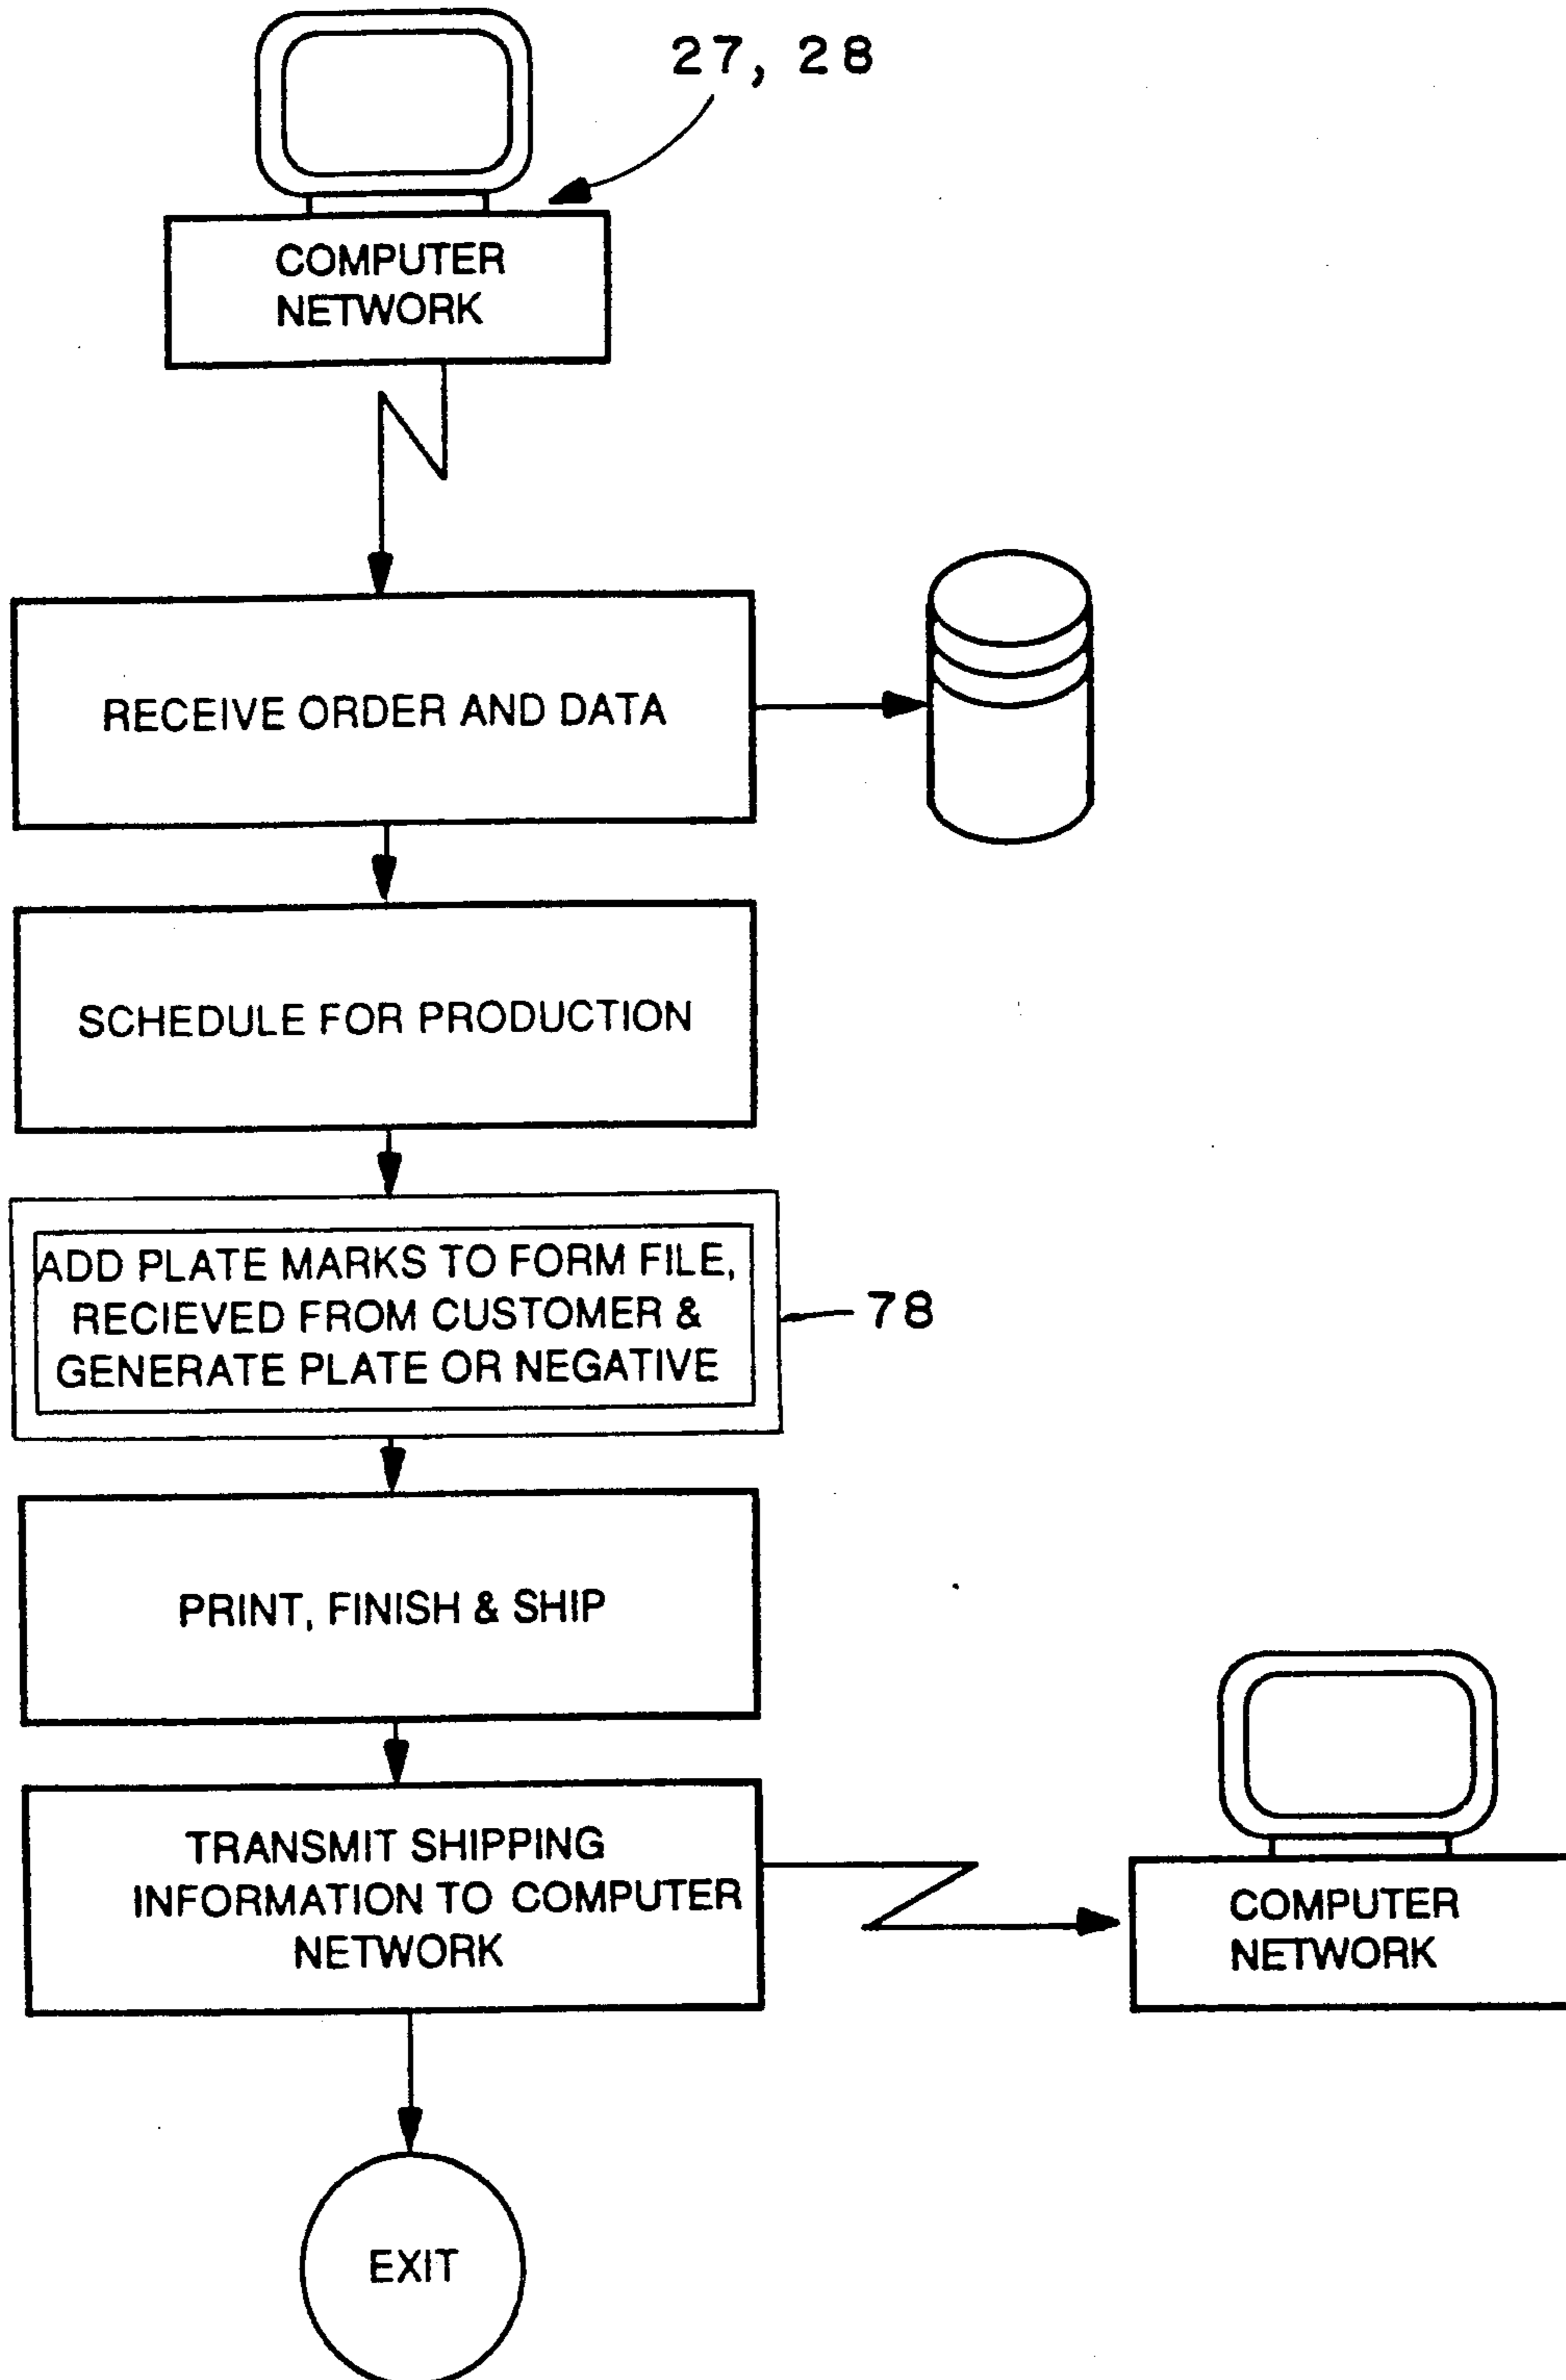 27, 28
COMPUTER
NETWORK
RECEIVE ORDER AND DATA
SCHEDULE FOR PRODUCTION
ADD PLATE MARKS TO FORM FILE,
RECIEVED FROM CUSTOMER &
GENERATE PLATE OR NEGATIVE
78
PRINT, FINISH & SHIP
TRANSMIT SHIPPING
INFORMATION TO COMPUTER
NETWORK
COMPUTER
NETWORK
EXIT